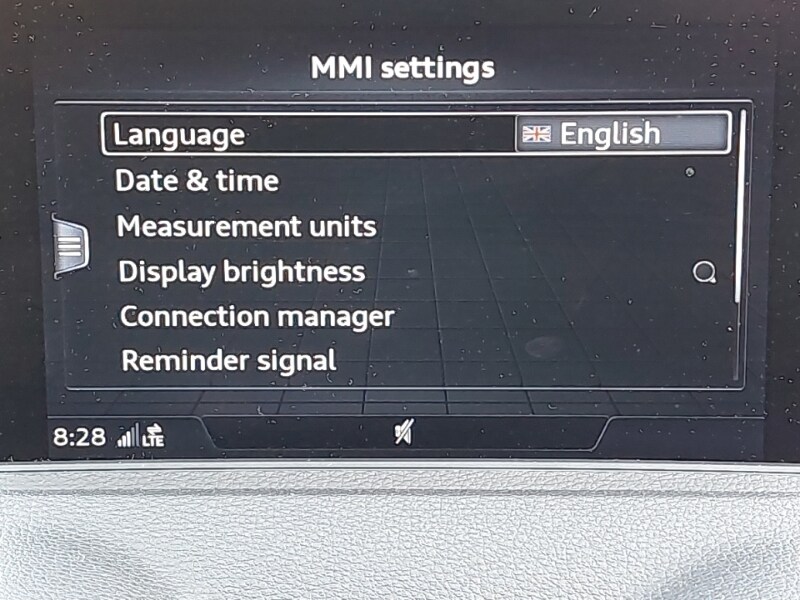 MMI settings
Language English
Date & time
Measurement units
Display brightness
Connection manager
Reminder signal
8:28 LTE